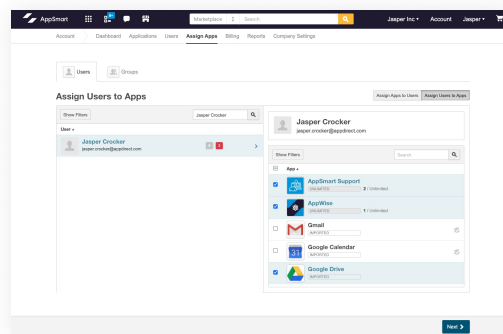 AppSmart
Marketplace
Search
Jasper Inc
Account
Jasper
Account
Dashboard
Applications
Users
Assign Apps
Billing
Reports
Company Settings
Users
Groups
Assign Users to Apps
Assign Apps to Users
Assign Users to Apps
Show Filters
Jasper Crocker
User
Jasper Crocker
jasper.crocker@appdirect.com
Jasper Crocker
jasper.crocker@appdirect.com
Show Filters
Search
App
AppSmart Support
UNLIMITED
2 / Unlimited
AppWise
UNLIMITED
1 / Unlimited
Gmail
IMPORTED
31
Google Calendar
IMPORTED
Google Drive
IMPORTED
Next